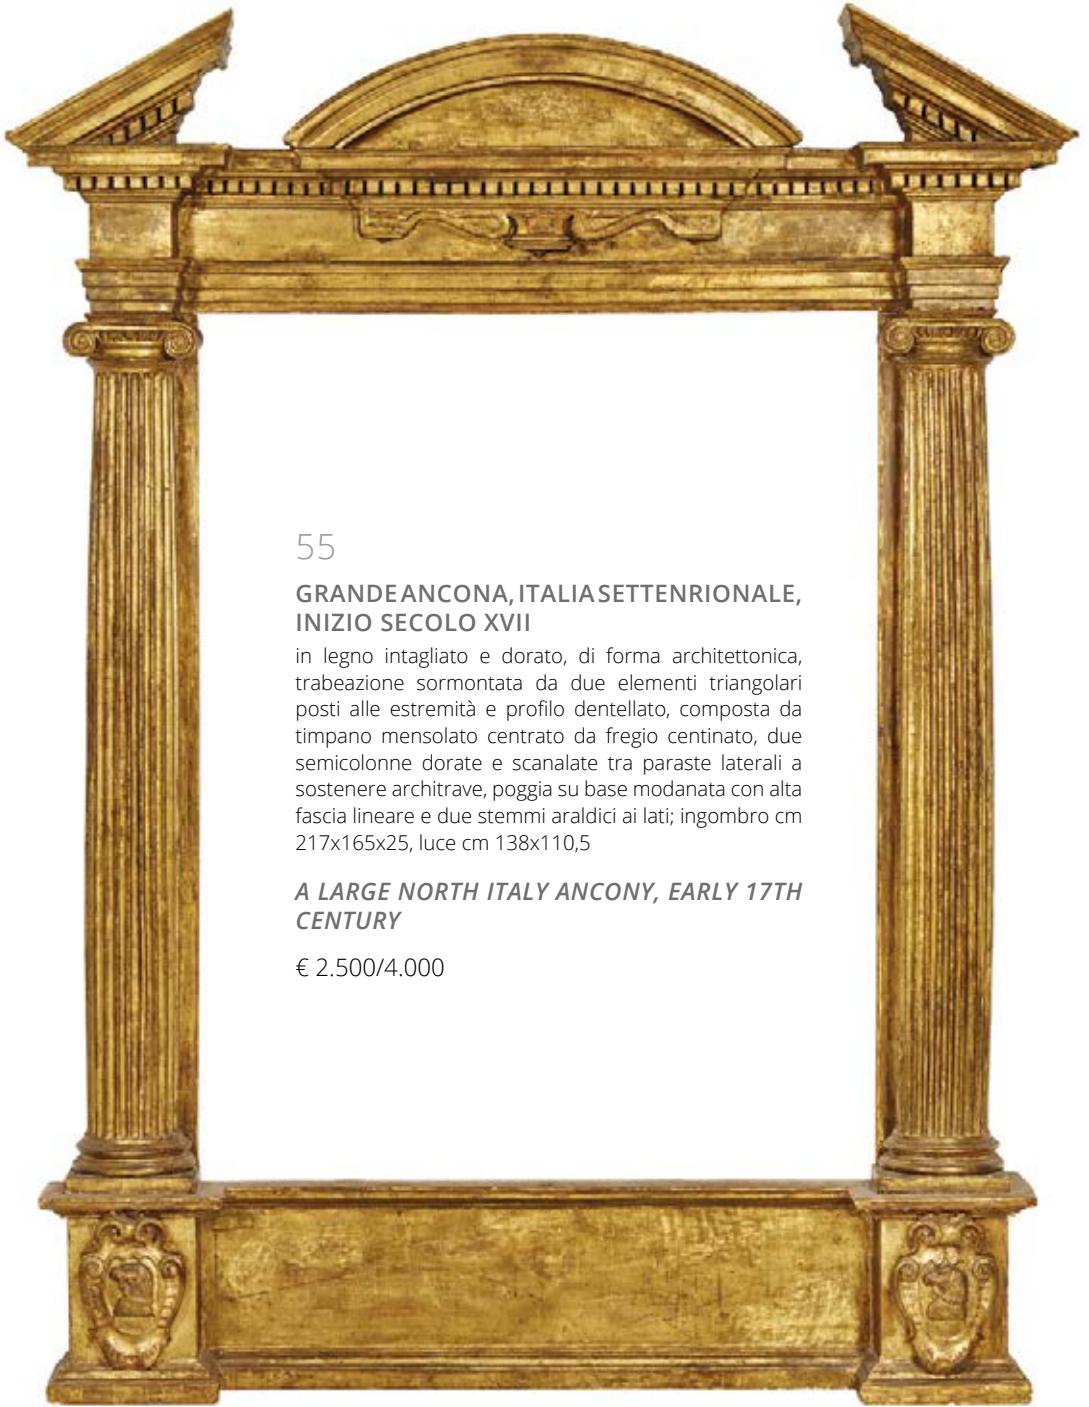 55
GRANDE ANCONA, ITALIA SETTENRIONALE,
INIZIO SECOLO XVII
in legno intagliato e dorato, di forma architettonica,
trabeazione sormontata da due elementi triangolari
posti alle estremità e profilo dentellato, composta da
timpano mensolato centrato da fregio centinato, due
semicolonne dorate e scanalate tra paraste laterali a
sostenere architrave, poggia su base modanata con alta
fascia lineare e due stemmi araldici ai lati; ingombro cm
217x165x25, luce cm 138x110,5
A LARGE NORTH ITALY ANCONY, EARLY 17TH
CENTURY
€ 2.500/4.000